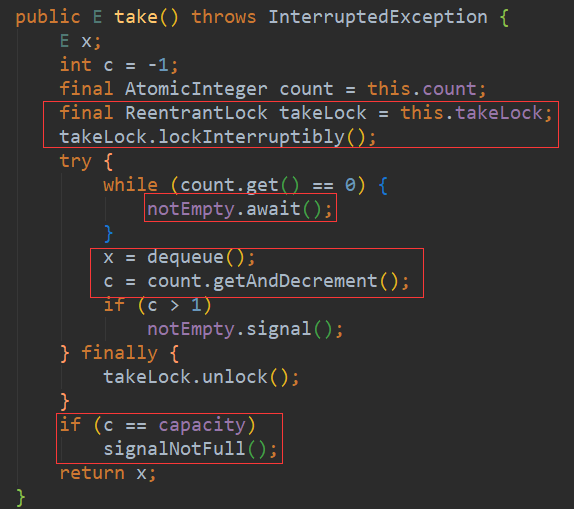 public E take() throws InterruptedException {
    E x;
    int c = -1;
    final AtomicInteger count = this.count;
    final ReentrantLock takeLock = this.takeLock;
    takeLock.lockInterruptibly();
    try {
        while (count.get() == 0) {
            notEmpty.await();
        }
        x = dequeue();
        c = count.getAndDecrement();
        if (c > 1)
            notEmpty.signal();
    } finally {
        takeLock.unlock();
    }
    if (c == capacity)
        signalNotFull();
    return x;
}